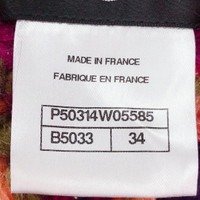 MADE IN FRANCE
FABRIQUE EN FRANCE
P50314W05585
B5033 34